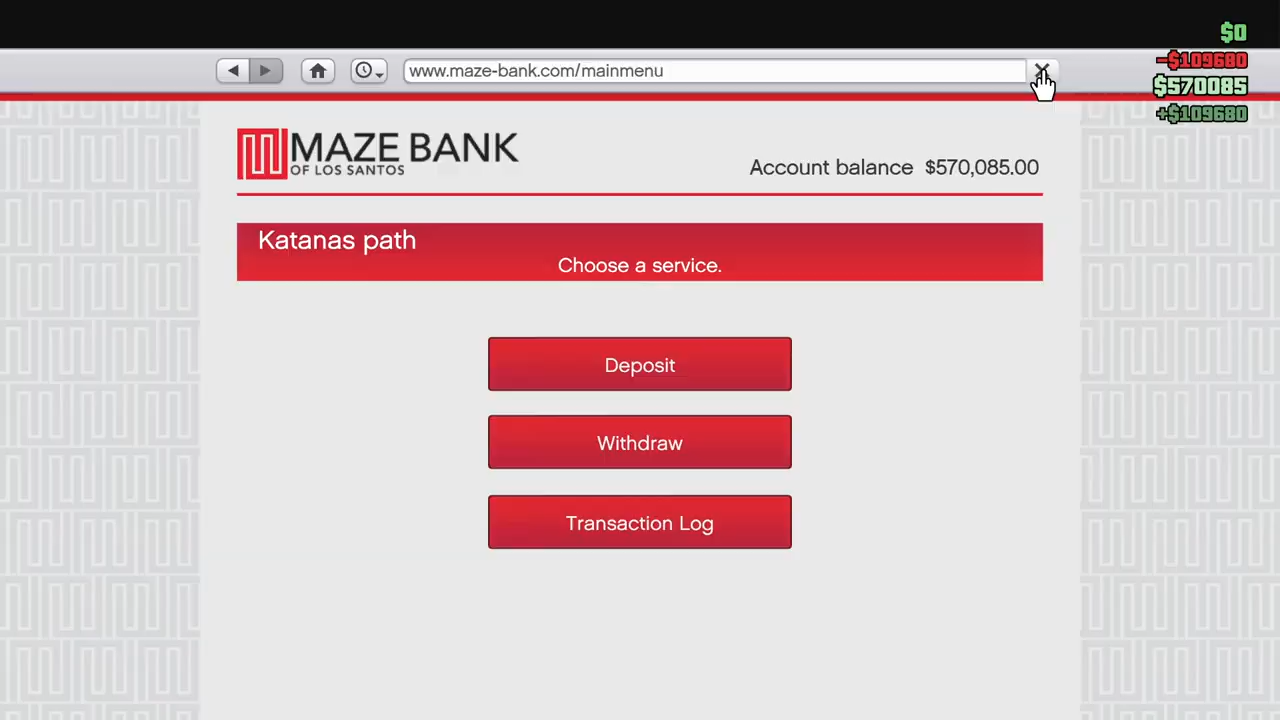 $0
-$109680
www.maze-bank.com/mainmenu
$570085
+$109680
MAZE BANK
OF LOS SANTOS
Account balance $570,085.00
Katanas path
Choose a service.
Deposit
Withdraw
Transaction Log